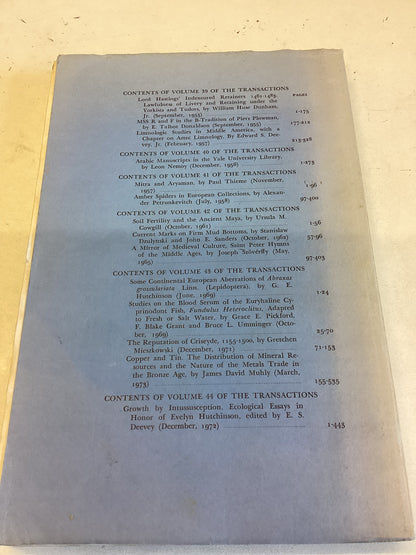 CONTENTS OF VOLUME 39 OF THE TRANSACTIONS
Lord Hastings' Indentured Retainers 1461-1483. PAGES
Lawfulness of Livery and Retaining under the
Yorkists and Tudors, by William Huse Dunham,
Jr. (September, 1955) 1-175
MSS R and F in the B-Tradition of Piers Plowman,
by E. Talbot Donaldson (September, 1955) 177-212
Limnologic Studies in Middle America, with a
Chapter on Aztec Limnology. By Edward S. Dee-
vey, Jr. (February, 1957) 213-328
CONTENTS OF VOLUME 40 OF THE TRANSACTIONS
Arabic Manuscripts in the Yale University Library,
by Leon Nemoy (December, 1956) 1-273
CONTENTS OF VOLUME 41 OF THE TRANSACTIONS
Mitra and Aryaman, by Paul Thieme (November,
1957) 1-96
Amber Spiders in European Collections, by Alexan-
der Petrunkevitch (July, 1958) 97-400
CONTENTS OF VOLUME 42 OF THE TRANSACTIONS
Soil Fertility and the Ancient Maya, by Ursula M.
Cowgill (October, 1961) 1-56
Current Marks on Firm Mud Bottoms, by Stanislaw
Dzulynski and John E. Sanders (October, 1962) 57-96
A Mirror of Medieval Culture, Saint Peter Hymns
of the Middle Ages, by Joseph Szövérffy (May,
1965) 97-403
CONTENTS OF VOLUME 43 OF THE TRANSACTIONS
Some Continental European Aberrations of Abraxas
grossulariata Linn. (Lepidoptera), by G. E.
Hutchinson (June, 1969) 1-24
Studies on the Blood Serum of the Euryhaline Cy-
prinodont Fish, Fundulus Heteroclitus, Adapted
to Fresh or Salt Water, by Grace E. Pickford,
F. Blake Grant and Bruce L. Umminger (Octo-
ber, 1969) 25-70
The Reputation of Criseyde, 1155-1500, by Gretchen
Mieszkowski (December, 1971) 71-153
Copper and Tin. The Distribution of Mineral Re-
sources and the Nature of the Metals Trade in
the Bronze Age, by James David Muhly (March,
1973) 155-535
CONTENTS OF VOLUME 44 OF THE TRANSACTIONS
Growth by Intussusception. Ecological Essays in
Honor of Evelyn Hutchinson, edited by E. S.
Deevey (December, 1972) 1-443